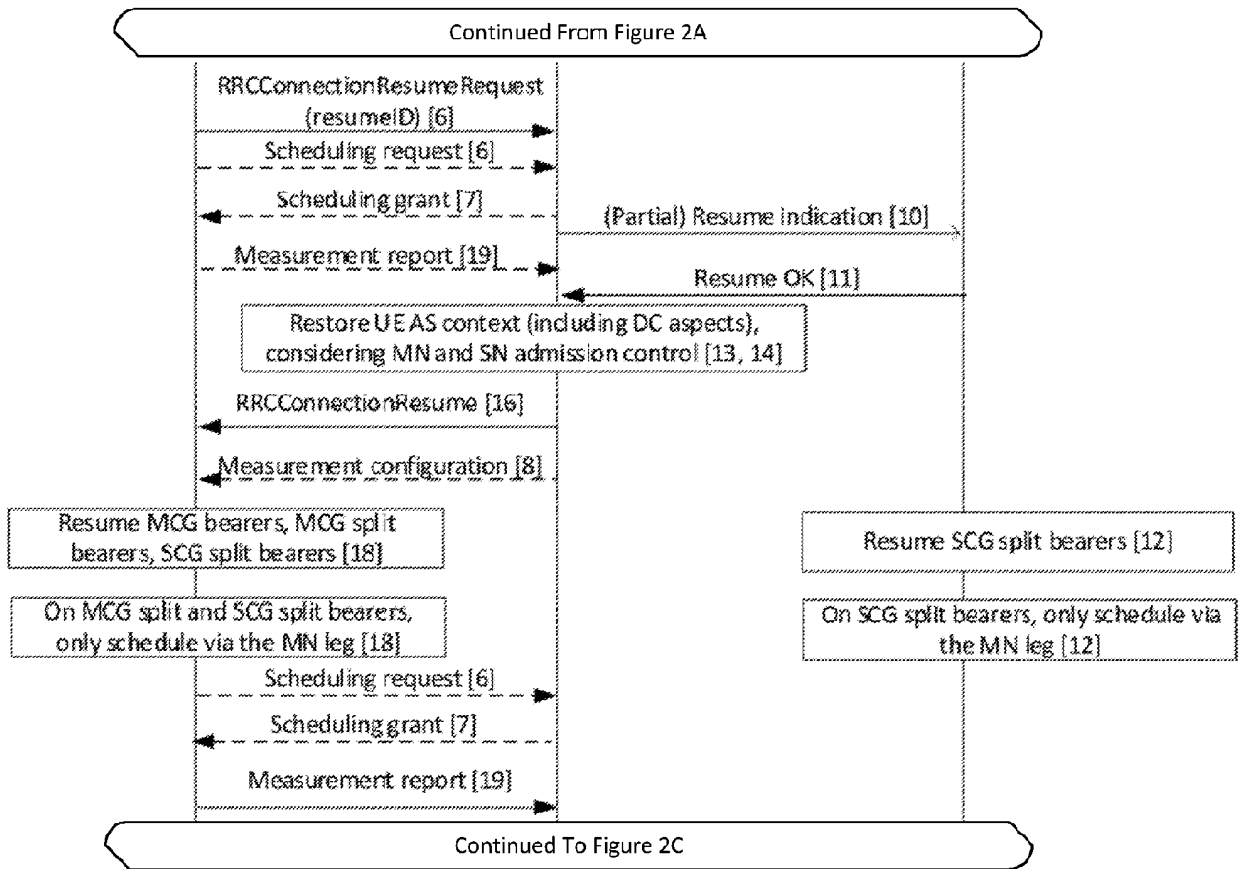 Continued From Figure 2A
RRCConnectionResumeRequest
(resumeID) [6]
Scheduling request [6]
Scheduling grant [7]
(Partial) Resume indication [10]
Measurement report [19]
Resume OK [11]
Restore UE AS context (including DC aspects),
considering MN and SN admission control [13, 14]
RRCConnectionResume [16]
Measurement configuration [8]
Resume MCG bearers, MCG split
bearers, SCG split bearers [18]
Resume SCG split bearers [12]
On MCG split and SCG split bearers,
only schedule via the MN leg [18]
On SCG split bearers, only schedule via
the MN leg [12]
Scheduling request [6]
Scheduling grant [7]
Measurement report [19]
Continued To Figure 2C